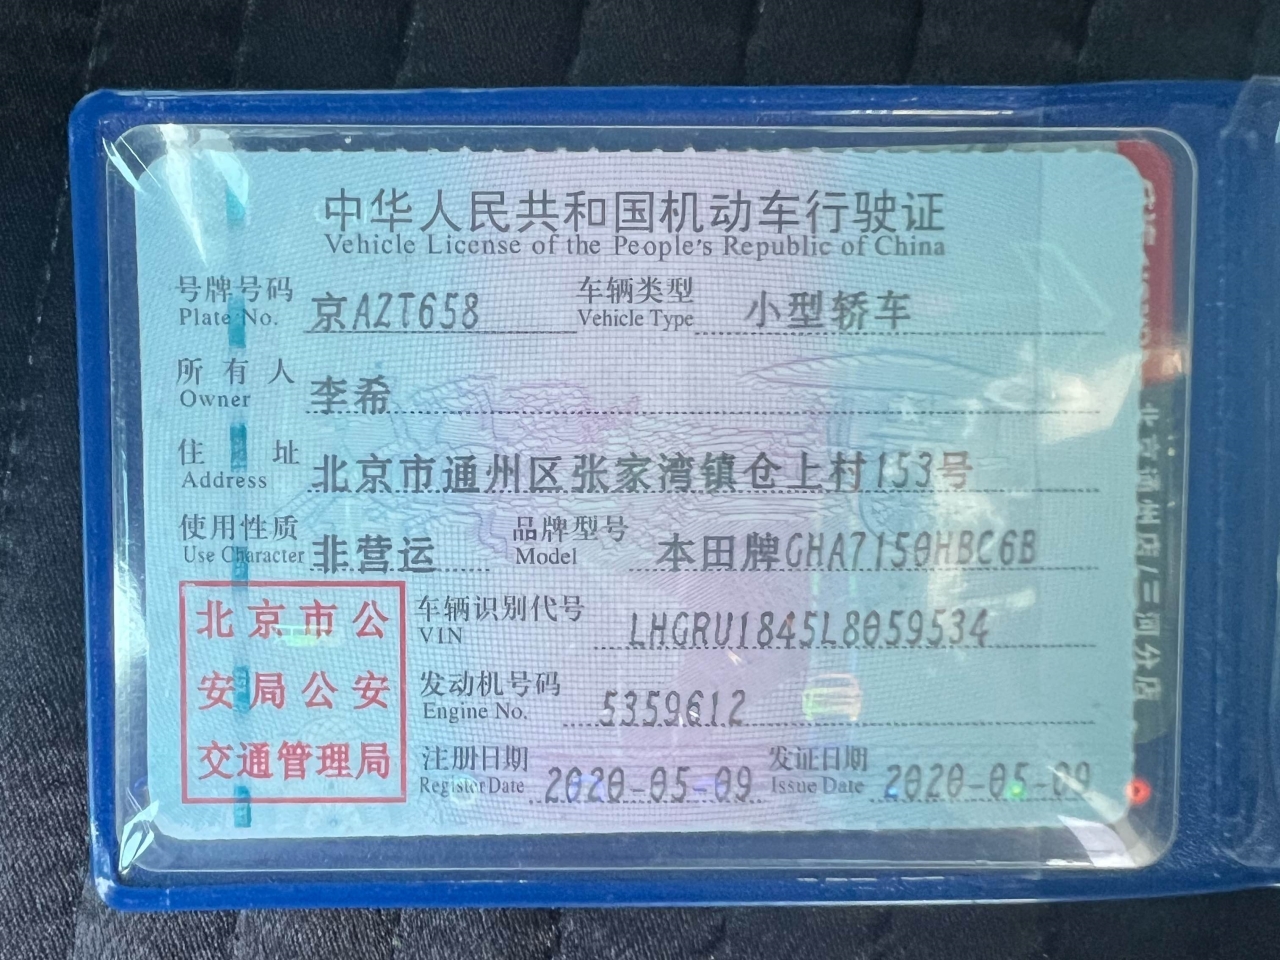 中华人民共和国机动车行驶证
Vehicle License of the People's Republic of China
号牌号码 京AZT658 车辆类型 小型轿车
Plate No. Vehicle Type
所有人 李希
Owner
住址 北京市通州区张家湾镇仓上村153号
Address
使用性质 非营运 品牌型号 本田牌GHA7150HBC6B
Use Character Model
北京市公
安局公安
交通管理局
车辆识别代号 LHGRU1845L8059534
VIN
发动机号码 5359612
Engine No.
注册日期 2020-05-09 发证日期 2020-05-09
Register Date Issue Date
店/三河分店